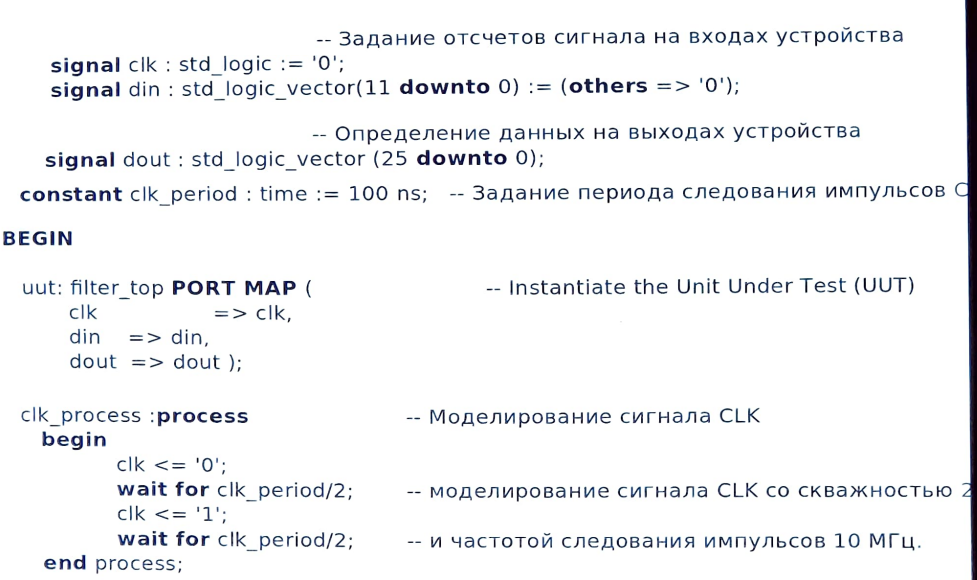 -- Задание отсчетов сигнала на входах устройства
signal clk : std_logic := '0';
signal din : std_logic_vector(11 downto 0) := (others => '0');
-- Определение данных на выходах устройства
signal dout : std_logic_vector (25 downto 0);
constant clk_period : time := 100 ns; -- Задание периода следования импульсов
BEGIN
uut: filter_top PORT MAP ( -- Instantiate the Unit Under Test (UUT)
clk => clk,
din => din,
dout => dout );
clk_process :process -- Моделирование сигнала CLK
begin
clk <= '0';
wait for clk_period/2; -- моделирование сигнала CLK со скважностью 2
clk <= '1';
wait for clk_period/2; -- и частотой следования импульсов 10 МГц.
end process;